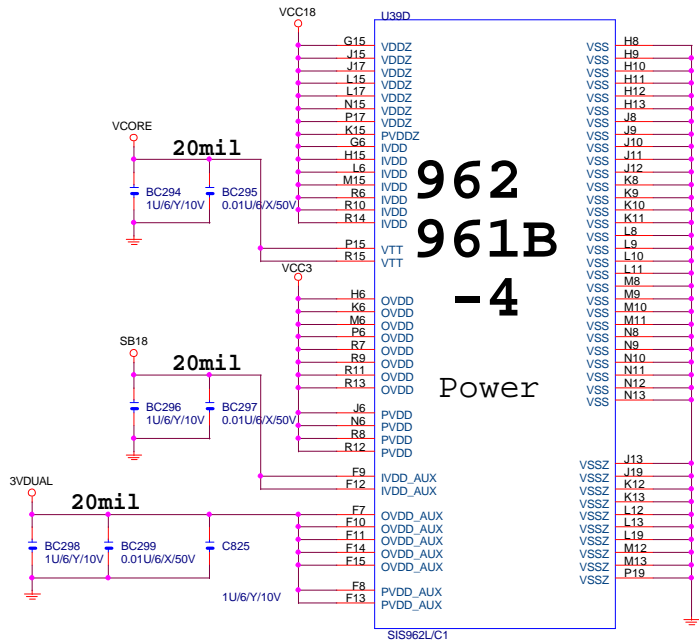 VCC18
U39D
G15 VDDZ VSS H8
J15 VDDZ VSS H9
J17 VDDZ VSS H10
L15 VDDZ VSS H11
L17 VDDZ VSS H12
N15 VDDZ VSS H13
P17 VDDZ VSS J8
K15 PVDDZ VSS J9
G6 IVDD VSS J10
H15 IVDD VSS J11
L6 IVDD VSS J12
M15 IVDD VSS K8
R6 IVDD VSS K9
R10 IVDD VSS K10
R14 IVDD VSS K11
VSS L8
P15 VTT VSS L9
R15 VTT VSS L10
VSS L11
VSS M8
H6 OVDD VSS M9
K6 OVDD VSS M10
M6 OVDD VSS M11
P6 OVDD VSS N8
R7 OVDD VSS N9
R9 OVDD VSS N10
R11 OVDD VSS N11
R13 OVDD VSS N12
VSS N13
J6 PVDD
N6 PVDD
R8 PVDD
R12 PVDD
VSSZ J13
F9 IVDD_AUX VSSZ J19
F12 IVDD_AUX VSSZ K12
VSSZ K13
F7 OVDD_AUX VSSZ L12
F10 OVDD_AUX VSSZ L13
F11 OVDD_AUX VSSZ L19
F14 OVDD_AUX VSSZ M12
F15 OVDD_AUX VSSZ M13
VSSZ P19
F8 PVDD_AUX
F13 PVDD_AUX
962
961B
-4
Power
SIS962L/C1
VCORE
20mil
BC294
1U/6/Y/10V
BC295
0.01U/6/X/50V
VCC3
SB18
20mil
BC296
1U/6/Y/10V
BC297
0.01U/6/X/50V
3VDUAL
20mil
BC298
1U/6/Y/10V
BC299
0.01U/6/X/50V
C825
1U/6/Y/10V